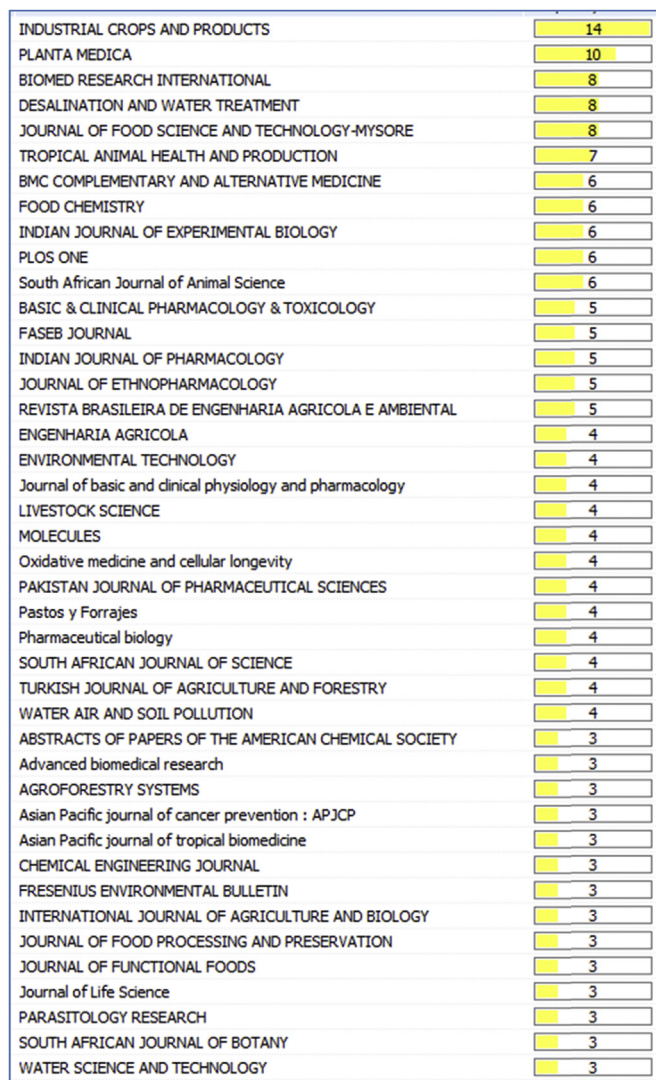 INDUSTRIAL CROPS AND PRODUCTS 14
PLANTA MEDICA 10
BIOMED RESEARCH INTERNATIONAL 8
DESALINATION AND WATER TREATMENT 8
JOURNAL OF FOOD SCIENCE AND TECHNOLOGY-MYSORE 8
TROPICAL ANIMAL HEALTH AND PRODUCTION 7
BMC COMPLEMENTARY AND ALTERNATIVE MEDICINE 6
FOOD CHEMISTRY 6
INDIAN JOURNAL OF EXPERIMENTAL BIOLOGY 6
PLOS ONE 6
South African Journal of Animal Science 6
BASIC & CLINICAL PHARMACOLOGY & TOXICOLOGY 5
FASEB JOURNAL 5
INDIAN JOURNAL OF PHARMACOLOGY 5
JOURNAL OF ETHNOPHARMACOLOGY 5
REVISTA BRASILEIRA DE ENGENHARIA AGRICOLA E AMBIENTAL 5
ENGENHARIA AGRICOLA 4
ENVIRONMENTAL TECHNOLOGY 4
Journal of basic and clinical physiology and pharmacology 4
LIVESTOCK SCIENCE 4
MOLECULES 4
Oxidative medicine and cellular longevity 4
PAKISTAN JOURNAL OF PHARMACEUTICAL SCIENCES 4
Pastos y Forrajes 4
Pharmaceutical biology 4
SOUTH AFRICAN JOURNAL OF SCIENCE 4
TURKISH JOURNAL OF AGRICULTURE AND FORESTRY 4
WATER AIR AND SOIL POLLUTION 4
ABSTRACTS OF PAPERS OF THE AMERICAN CHEMICAL SOCIETY 3
Advanced biomedical research 3
AGROFORESTRY SYSTEMS 3
Asian Pacific journal of cancer prevention : APJCP 3
Asian Pacific journal of tropical biomedicine 3
CHEMICAL ENGINEERING JOURNAL 3
FRESENIUS ENVIRONMENTAL BULLETIN 3
INTERNATIONAL JOURNAL OF AGRICULTURE AND BIOLOGY 3
JOURNAL OF FOOD PROCESSING AND PRESERVATION 3
JOURNAL OF FUNCTIONAL FOODS 3
Journal of Life Science 3
PARASITOLOGY RESEARCH 3
SOUTH AFRICAN JOURNAL OF BOTANY 3
WATER SCIENCE AND TECHNOLOGY 3